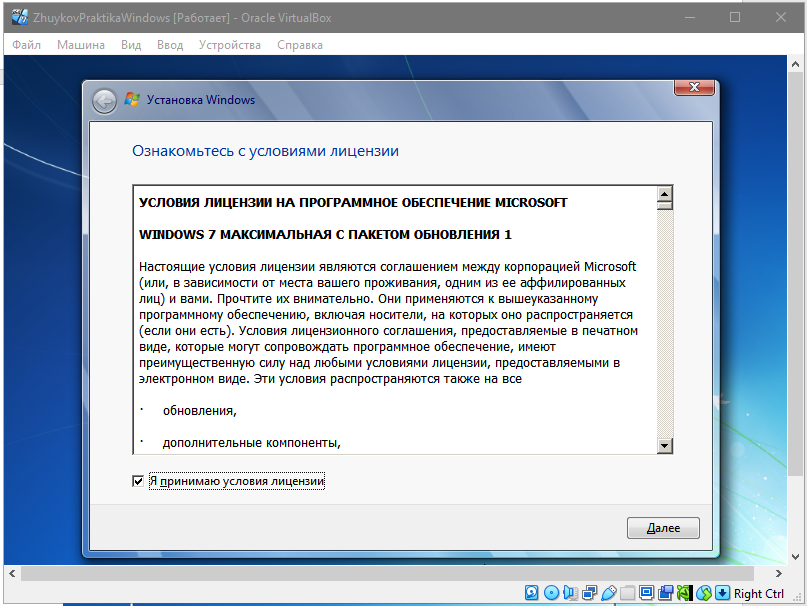 ZhuykovPraktikaWindows [Работает] - Oracle VirtualBox
Файл Машина Вид Ввод Устройства Справка
Установка Windows
Ознакомьтесь с условиями лицензии
УСЛОВИЯ ЛИЦЕНЗИИ НА ПРОГРАММНОЕ ОБЕСПЕЧЕНИЕ MICROSOFT
WINDOWS 7 МАКСИМАЛЬНАЯ С ПАКЕТОМ ОБНОВЛЕНИЯ 1
Настоящие условия лицензии являются соглашением между корпорацией Microsoft
(или, в зависимости от места вашего проживания, одним из ее аффилированных
лиц) и вами. Прочтите их внимательно. Они применяются к вышеуказанному
программному обеспечению, включая носители, на которых оно распространяется
(если они есть). Условия лицензионного соглашения, предоставляемые в печатном
виде, которые могут сопровождать программное обеспечение, имеют
преимущественную силу над любыми условиями лицензии, предоставляемыми в
электронном виде. Эти условия распространяются также на все
· обновления,
· дополнительные компоненты,
Я принимаю условия лицензии
Далее
Right Ctrl